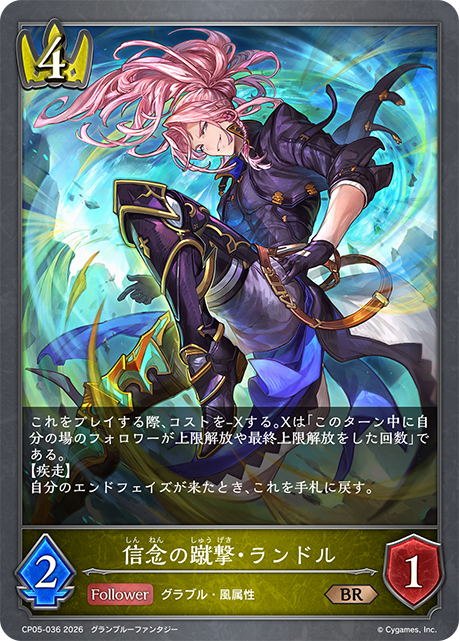 4
これをプレイする際、コストを-Xする。Xは「このターン中に自
分の場のフォロワーが上限解放や最終上限解放をした回数」で
ある。
【疾走】
自分のエンドフェイズが来たとき、これを手札に戻す。
しん ねん しゅう げき
信念の蹴撃・ランドル
2
Follower グラブル・風属性 BR
1
CP05-036 2026 グランブルーファンタジー © Cygames, Inc.